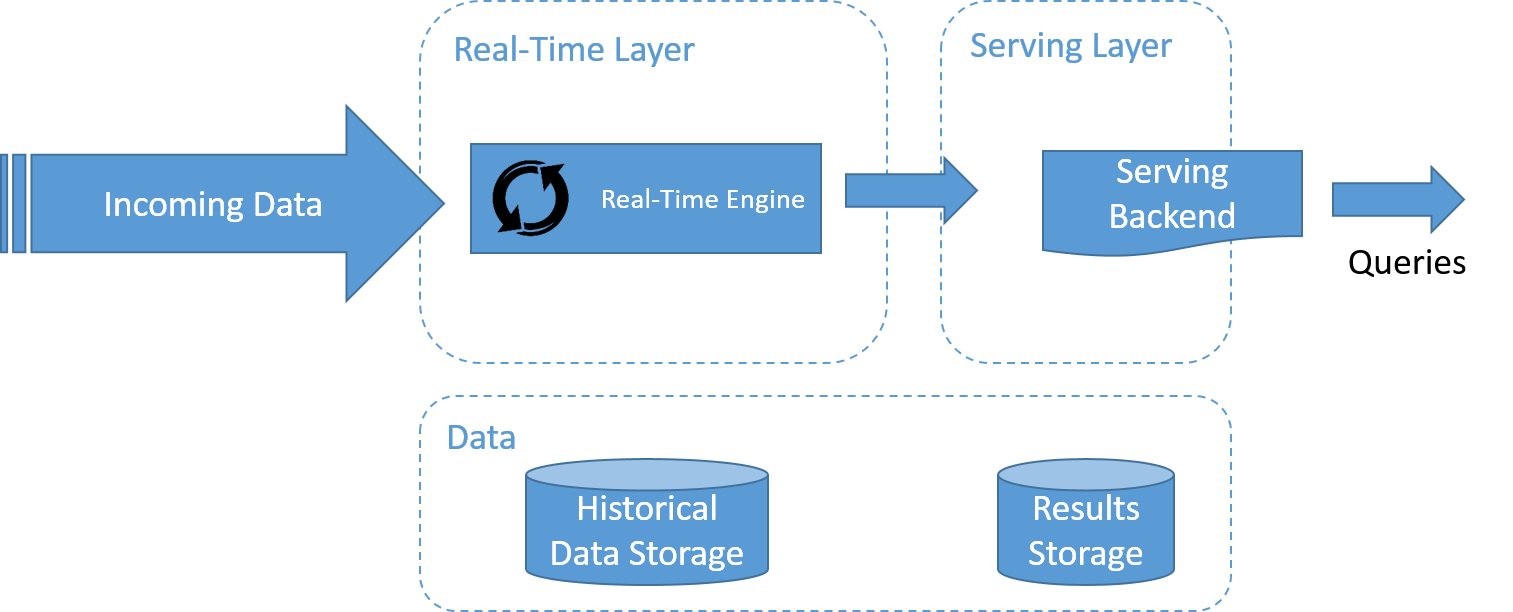 Real-Time Layer
Serving Layer
Incoming Data
Real-Time Engine
Serving
Backend
Queries
Data
Historical
Data Storage
Results
Storage